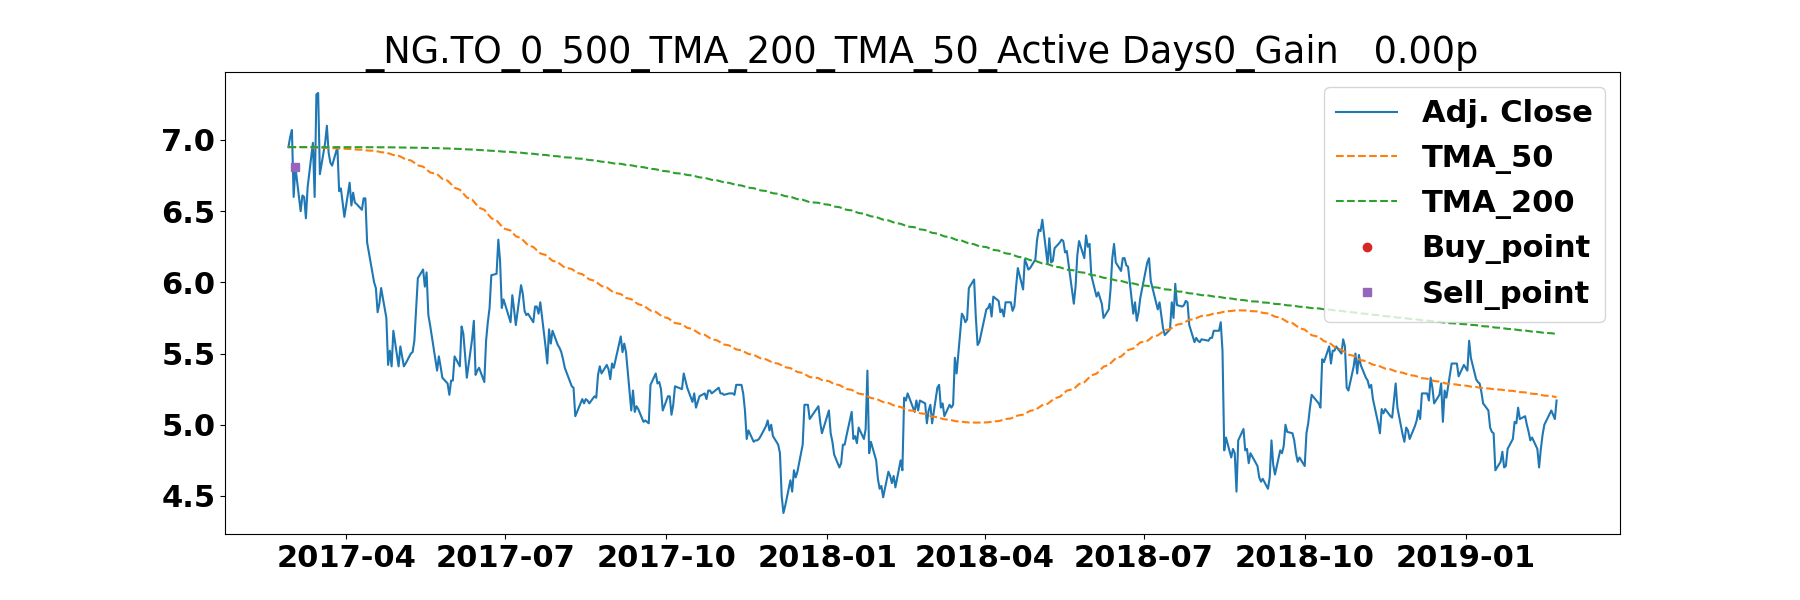 _NG.TO_0_500_TMA_200_TMA_50_Active Days0_Gain   0.00p
7.0
6.5
6.0
5.5
5.0
4.5
Adj. Close
TMA_50
TMA_200
Buy_point
Sell_point
2017-04 2017-07 2017-10 2018-01 2018-04 2018-07 2018-10 2019-01